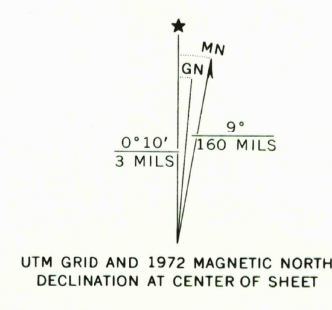 MN
GN
0°10′
3 MILS
9°
160 MILS
UTM GRID AND 1972 MAGNETIC NORTH
DECLINATION AT CENTER OF SHEET